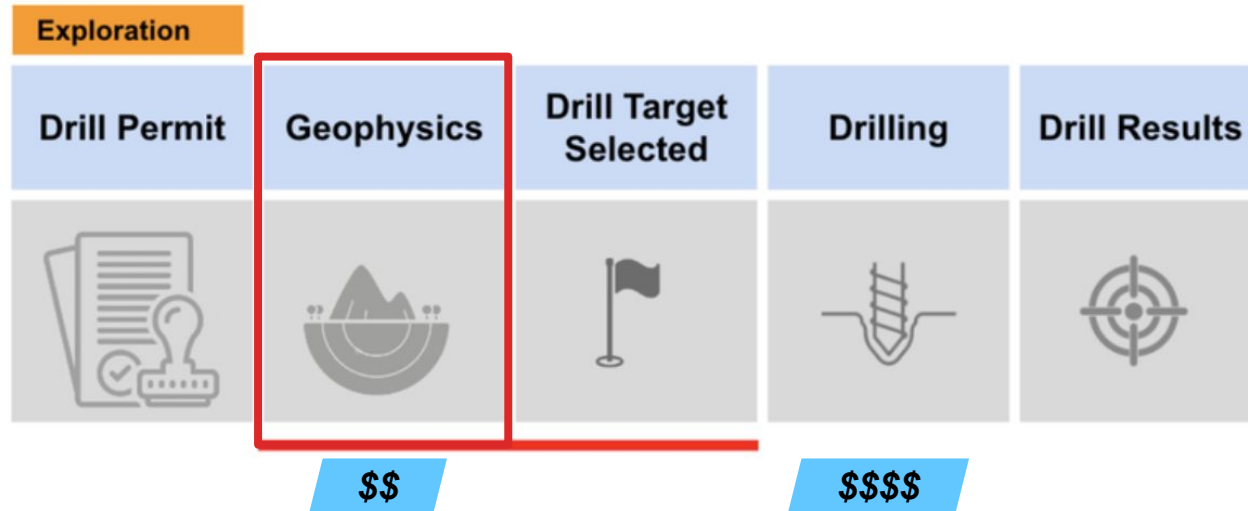 Exploration
Drill Permit
Geophysics
Drill Target
Selected
Drilling
Drill Results
$$
$$$$